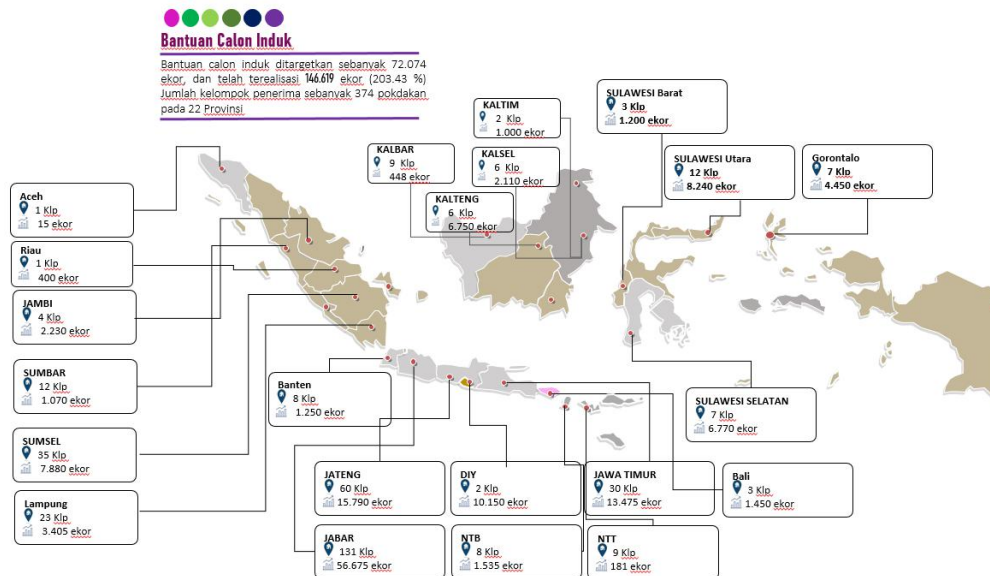 Bantuan Calon Induk
Bantuan calon induk ditargetkan sebanyak 72.074
ekor, dan telah terealisasi 146.619 ekor (203.43 %)
Jumlah kelompok penerima sebanyak 374 pokdakan
pada 22 Provinsi
SULAWESI Barat
3 Klp
1.200 ekor
KALTIM
2 Klp
1.000 ekor
KALBAR
9 Klp
448 ekor
KALSEL
6 Klp
2.110 ekor
SULAWESI Utara
12 Klp
8.240 ekor
Gorontalo
7 Klp
4.450 ekor
KALTENG
6 Klp
6.750 ekor
Aceh
1 Klp
15 ekor
Riau
1 Klp
400 ekor
JAMBI
4 Klp
2.230 ekor
SUMBAR
12 Klp
1.070 ekor
SUMSEL
35 Klp
7.880 ekor
Lampung
23 Klp
3.405 ekor
Banten
8 Klp
1.250 ekor
SULAWESI SELATAN
7 Klp
6.770 ekor
JATENG
60 Klp
15.790 ekor
DIY
2 Klp
10.150 ekor
JAWA TIMUR
30 Klp
13.475 ekor
Bali
3 Klp
1.450 ekor
JABAR
131 Klp
56.675 ekor
NTB
8 Klp
1.535 ekor
NTT
9 Klp
181 ekor